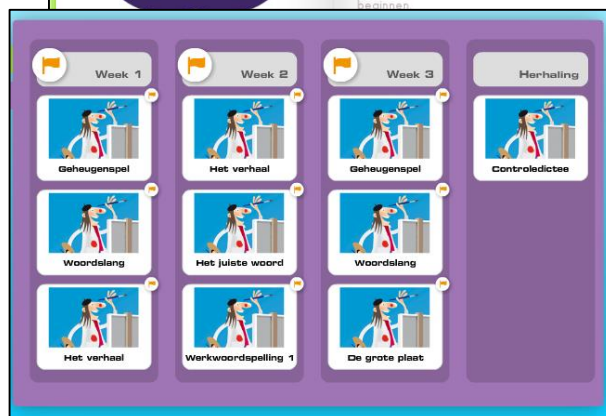 beginnen
Week 1
Geheugenspel
Woordslang
Het verhaal
Week 2
Het verhaal
Het juiste woord
Werkwoordspelling 1
Week 3
Geheugenspel
Woordslang
De grote plaat
Herhaling
Controledictee